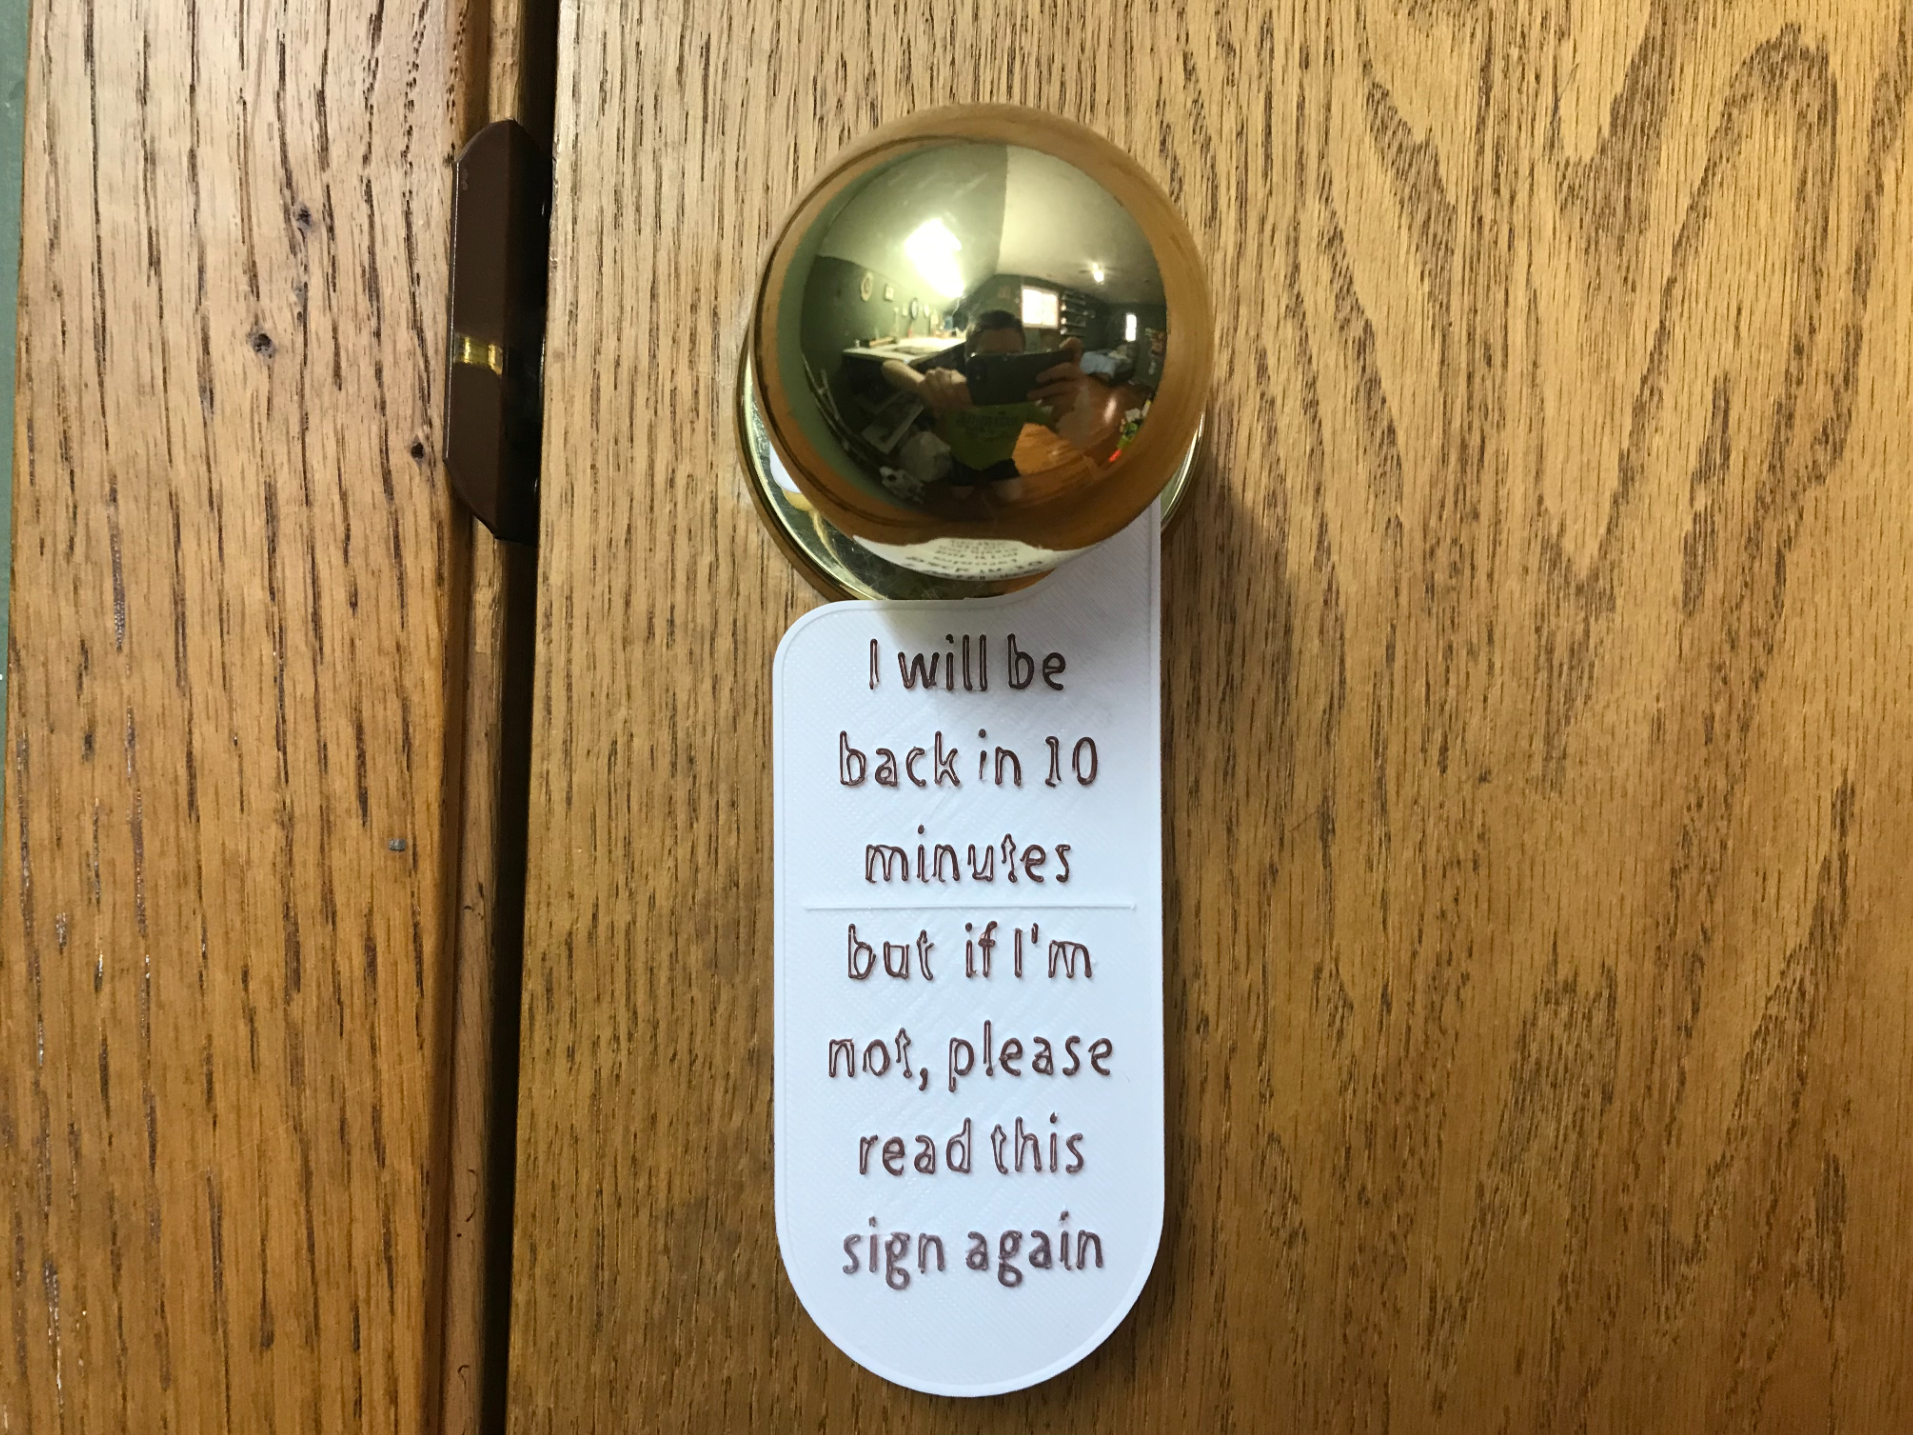 I will be
back in 10
minutes
but if I'm
not, please
read this
sign again